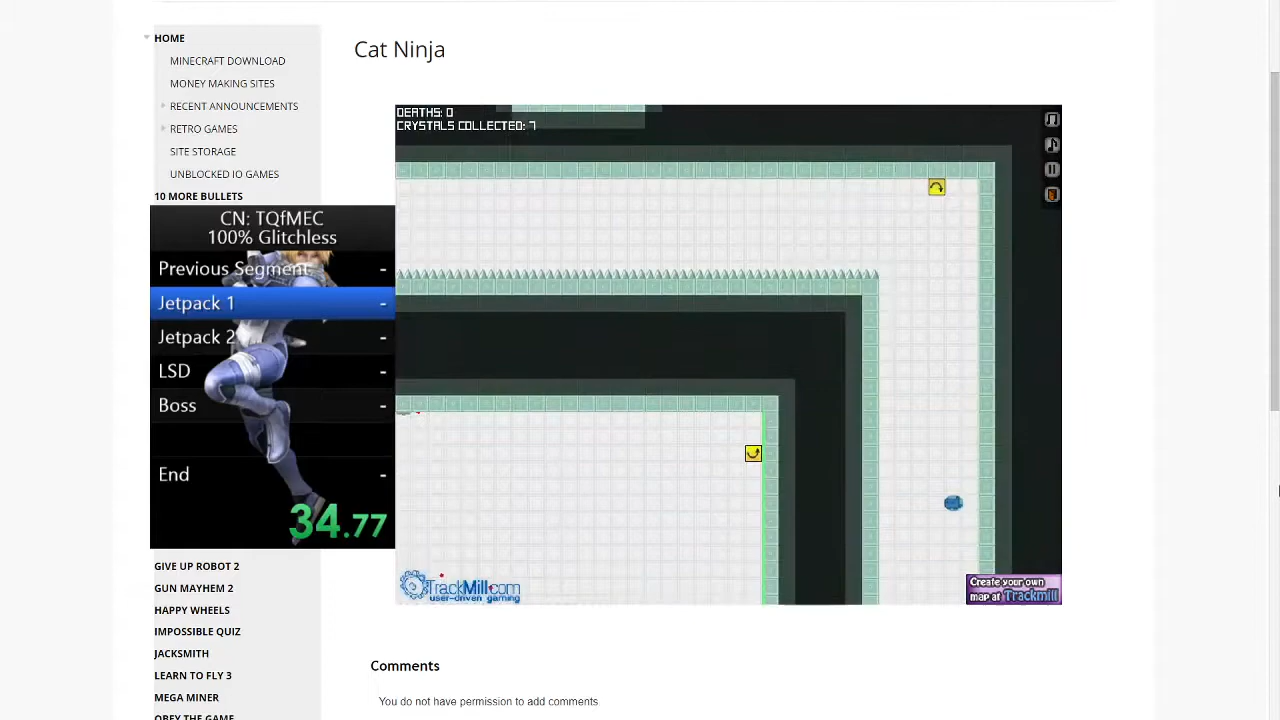 HOME
MINECRAFT DOWNLOAD
MONEY MAKING SITES
RECENT ANNOUNCEMENTS
RETRO GAMES
SITE STORAGE
UNBLOCKED IO GAMES
10 MORE BULLETS
CN: TQfMEC
100% Glitchless
Previous Segment -
Jetpack 1 -
Jetpack 2 -
LSD -
Boss -
End -
34.77
GIVE UP ROBOT 2
GUN MAYHEM 2
HAPPY WHEELS
IMPOSSIBLE QUIZ
JACKSMITH
LEARN TO FLY 3
MEGA MINER
OBEY THE GAME
Cat Ninja
DEATHS: 0
CRYSTALS COLLECTED: 7
TrackMill.com
user-driven gaming
Create your own
map at Trackmill
Comments
You do not have permission to add comments